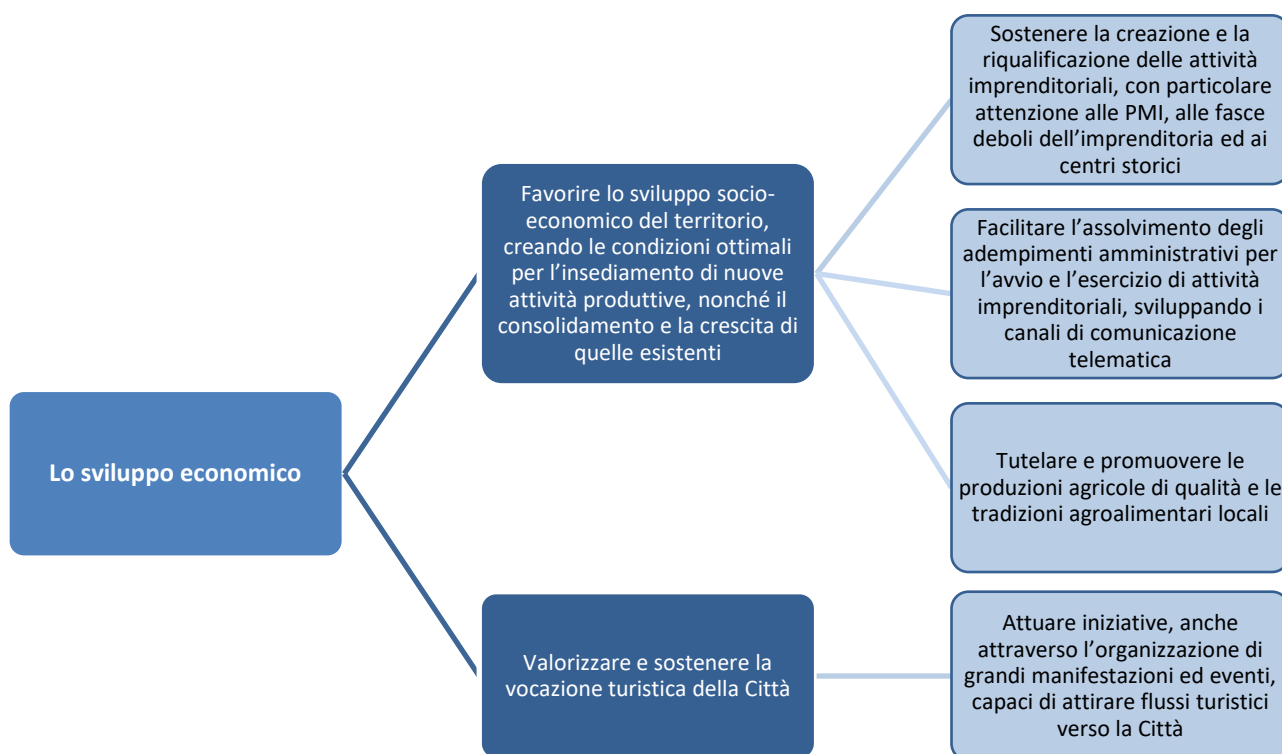 Lo sviluppo economico
Favorire lo sviluppo socio-
economico del territorio,
creando le condizioni ottimali
per l’insediamento di nuove
attività produttive, nonché il
consolidamento e la crescita di
quelle esistenti
Sostenere la creazione e la
riqualificazione delle attività
imprenditoriali, con particolare
attenzione alle PMI, alle fasce
deboli dell’imprenditoria ed ai
centri storici
Facilitare l’assolvimento degli
adempimenti amministrativi per
l’avvio e l’esercizio di attività
imprenditoriali, sviluppando i
canali di comunicazione
telematica
Tutelare e promuovere le
produzioni agricole di qualità e le
tradizioni agroalimentari locali
Valorizzare e sostenere la
vocazione turistica della Città
Attuare iniziative, anche
attraverso l’organizzazione di
grandi manifestazioni ed eventi,
capaci di attirare flussi turistici
verso la Città